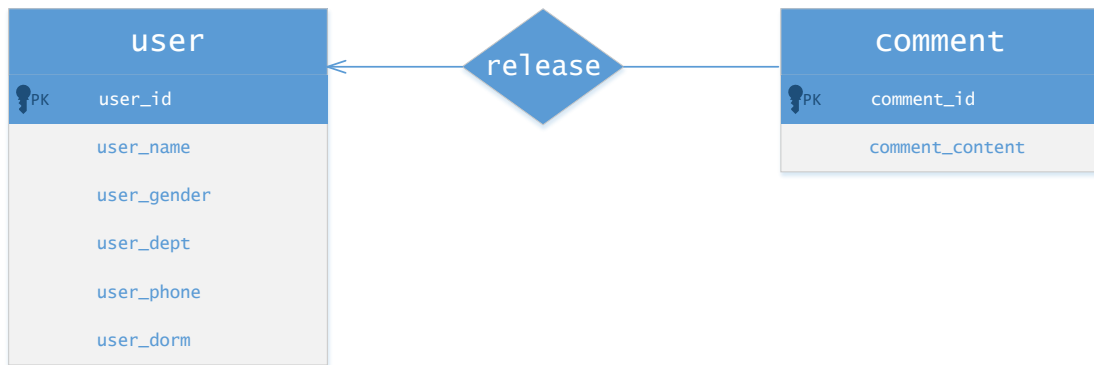 user
PK user_id
user_name
user_gender
user_dept
user_phone
user_dorm
release
comment
PK comment_id
comment_content